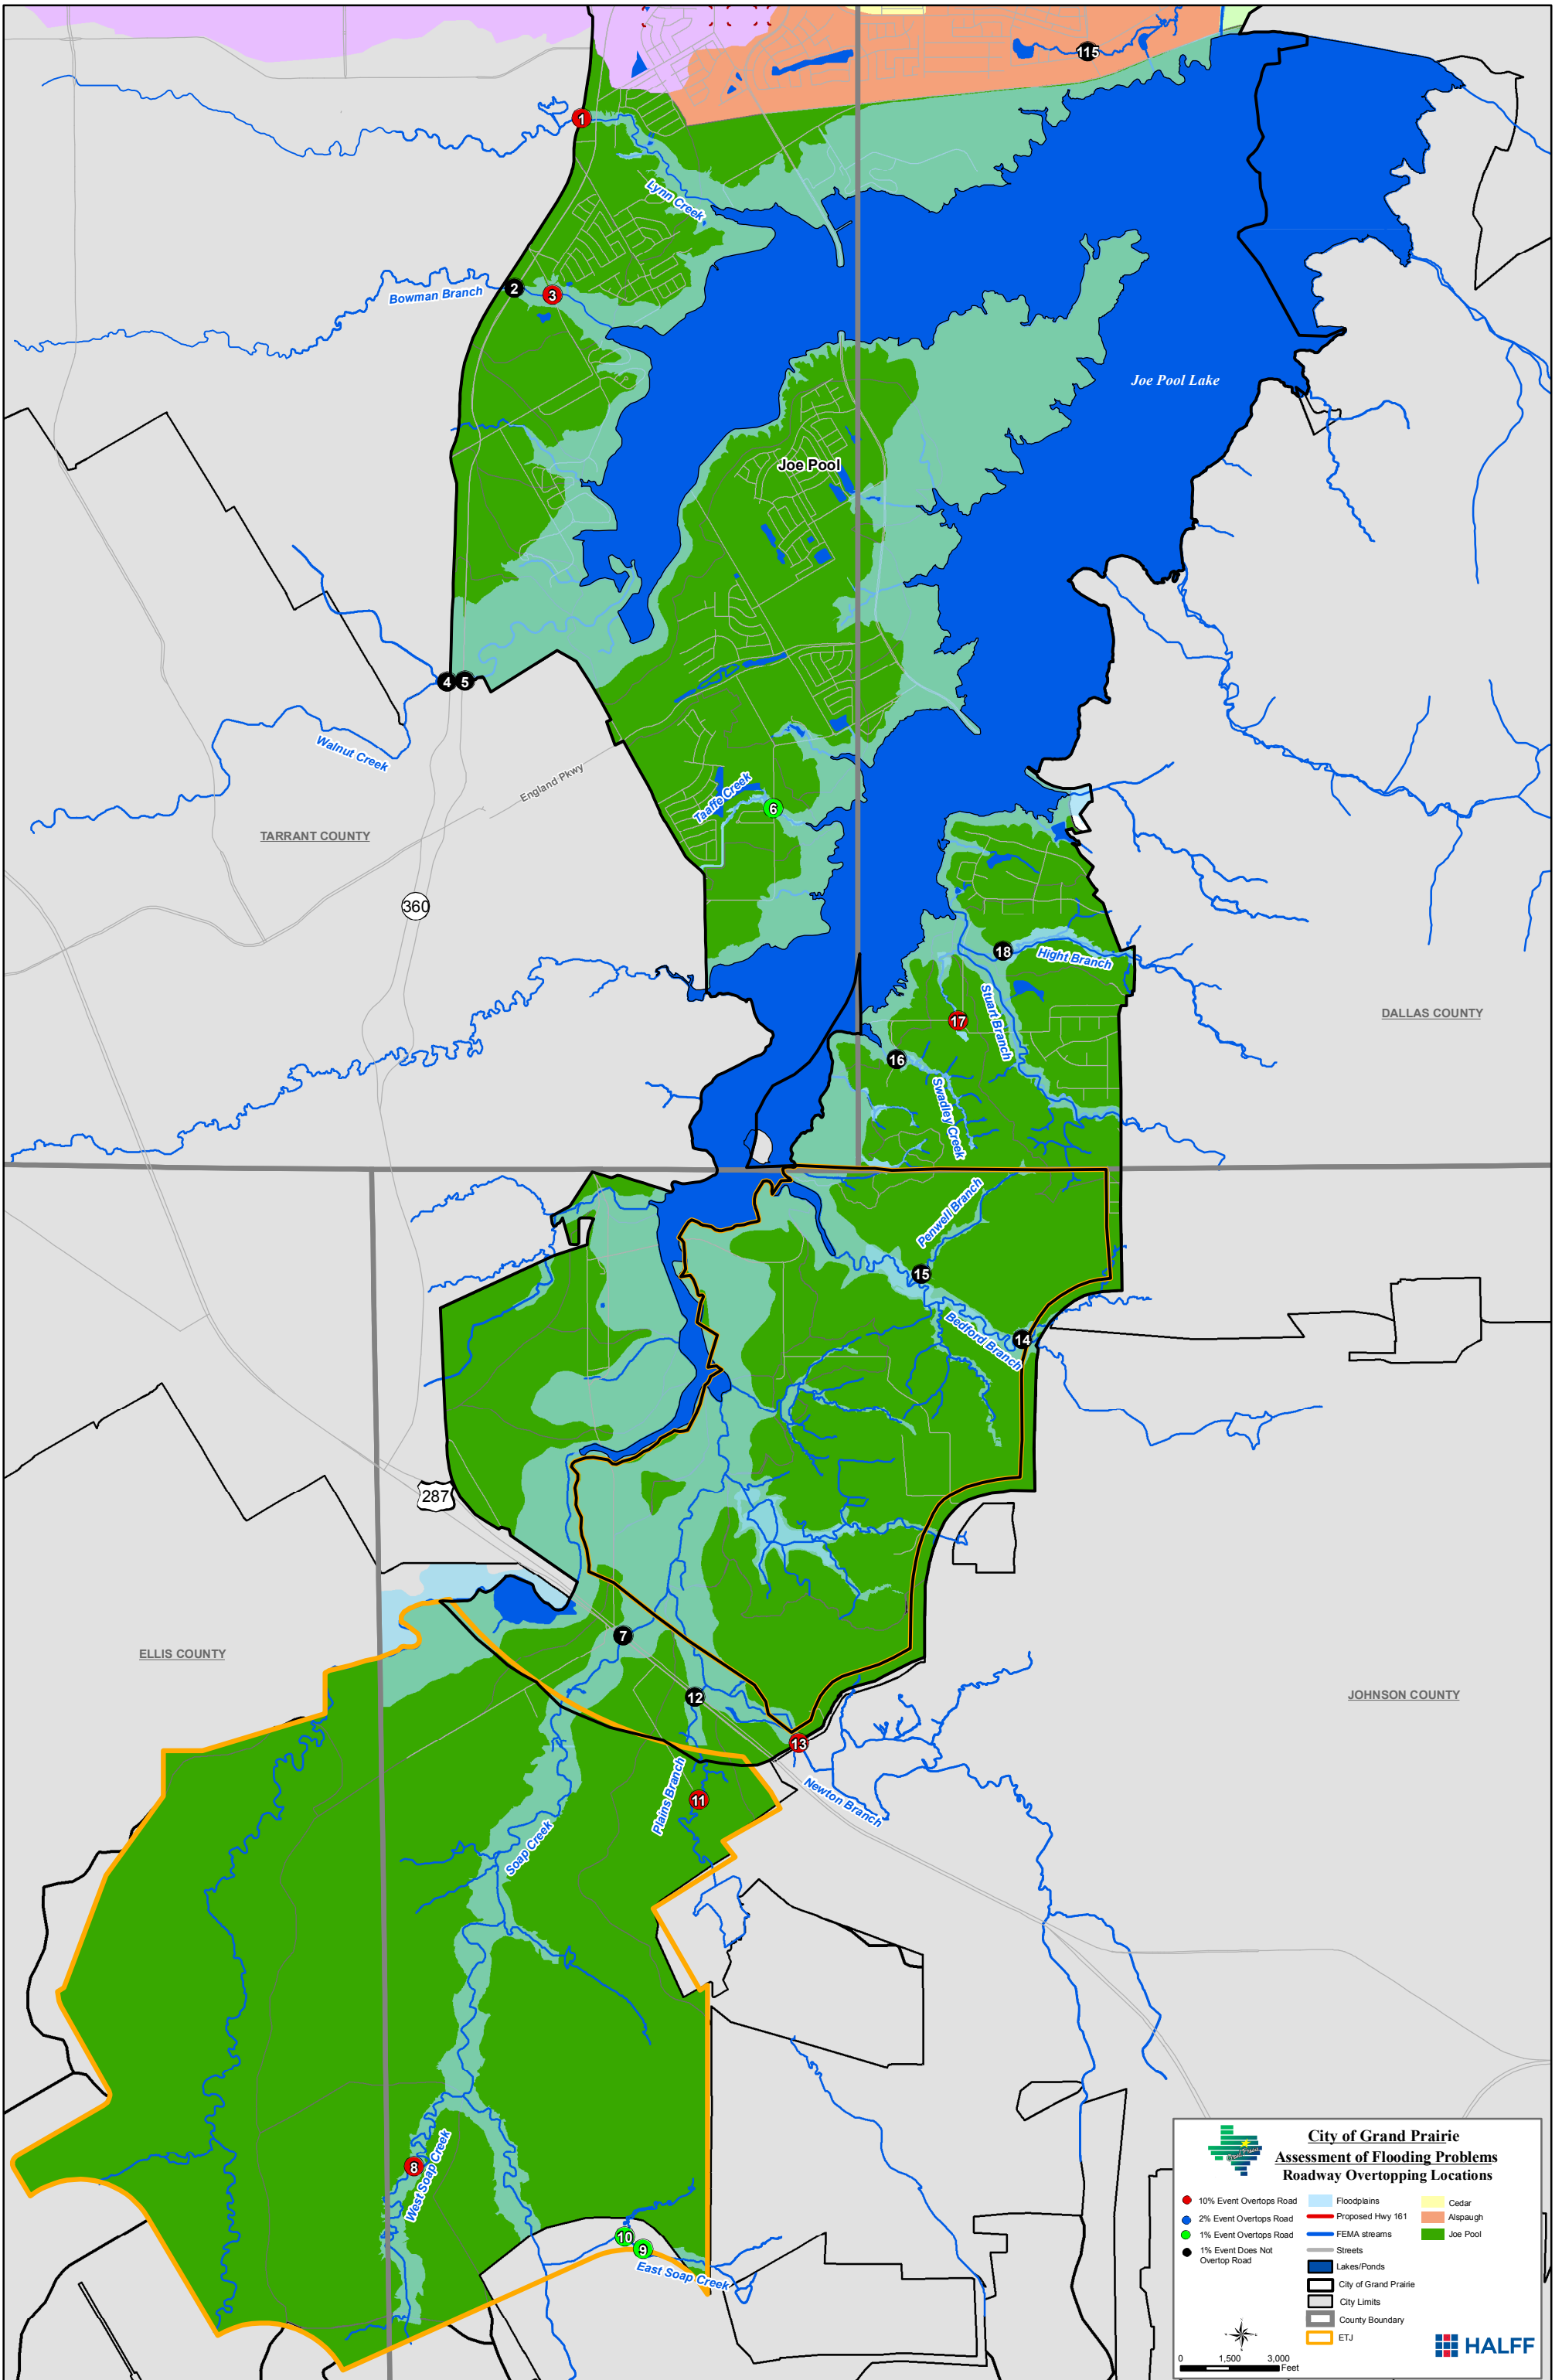 115
1
Lynn Creek
2
3
Bowman Branch
Joe Pool Lake
Joe Pool
4
5
Walnut Creek
England Pkwy
Taaffe Creek
6
TARRANT COUNTY
360
18
Hight Branch
Stuart Branch
17
DALLAS COUNTY
16
Swadley Creek
Penwell Branch
15
Bedford Branch
14
287
7
ELLIS COUNTY
12
JOHNSON COUNTY
13
Newton Branch
11
Plains Branch
Soap Creek
8
West Soap Creek
10
9
East Soap Creek
City of Grand Prairie
Assessment of Flooding Problems
Roadway Overtopping Locations
10% Event Overtops Road
2% Event Overtops Road
1% Event Overtops Road
1% Event Does Not
Overtop Road
Floodplains
Proposed Hwy 161
FEMA streams
Streets
Lakes/Ponds
City of Grand Prairie
City Limits
County Boundary
ETJ
Cedar
Alspaugh
Joe Pool
0 1,500 3,000
Feet
HALFF